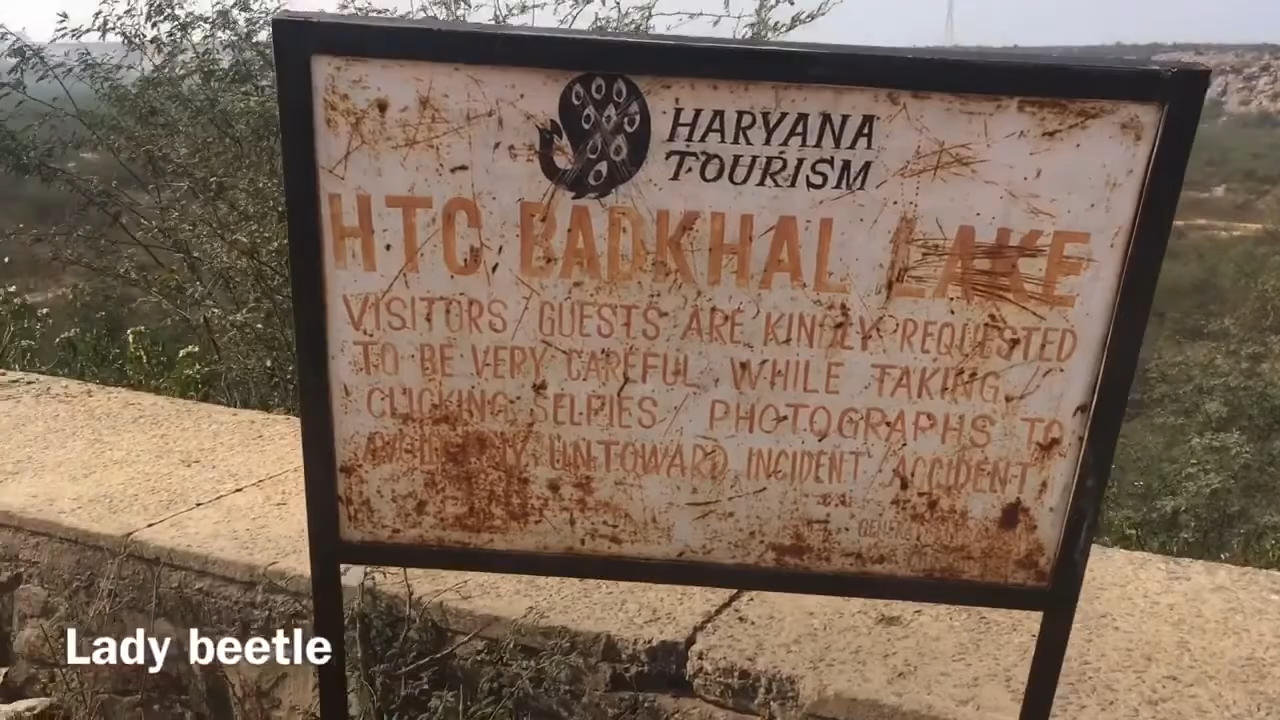 HARYANA
TOURISM
HTC BADKHAL LAKE
VISITORS / GUESTS ARE KINDLY REQUESTED
TO BE VERY CAREFUL WHILE TAKING
CLICKING SELFIES / PHOTOGRAPHS TO
UNTOWARD INCIDENT ACCIDENT
Lady beetle